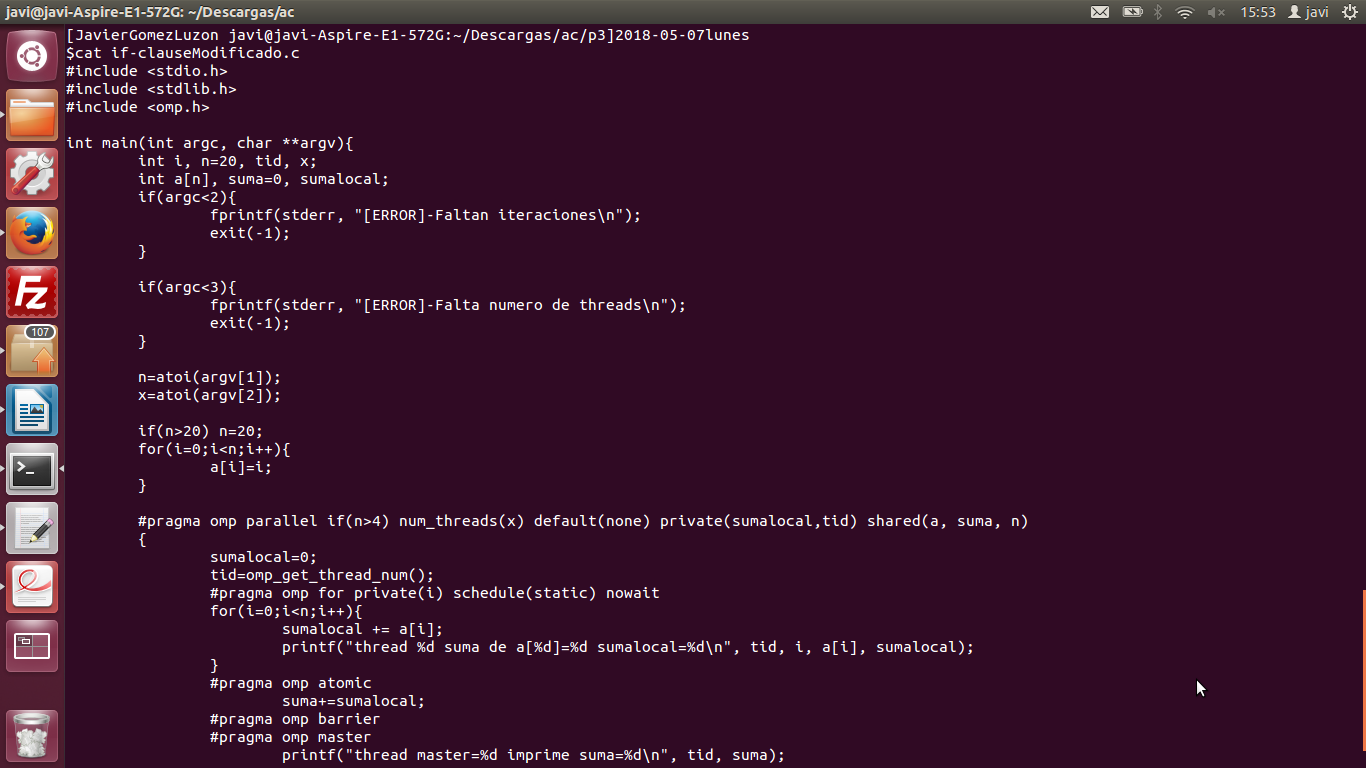 javi@javi-Aspire-E1-572G: ~/Descargas/ac 15:53 javi
[JavierGomezLuzon javi@javi-Aspire-E1-572G:~/Descargas/ac/p3]2018-05-07lunes
$cat if-clauseModificado.c
#include <stdio.h>
#include <stdlib.h>
#include <omp.h>
int main(int argc, char **argv){
int i, n=20, tid, x;
int a[n], suma=0, sumalocal;
if(argc<2){
fprintf(stderr, "[ERROR]-Faltan iteraciones\n");
exit(-1);
}
if(argc<3){
fprintf(stderr, "[ERROR]-Falta numero de threads\n");
exit(-1);
}
n=atoi(argv[1]);
x=atoi(argv[2]);
if(n>20) n=20;
for(i=0;i<n;i++){
a[i]=i;
}
#pragma omp parallel if(n>4) num_threads(x) default(none) private(sumalocal,tid) shared(a, suma, n)
{
sumalocal=0;
tid=omp_get_thread_num();
#pragma omp for private(i) schedule(static) nowait
for(i=0;i<n;i++){
sumalocal += a[i];
printf("thread %d suma de a[%d]=%d sumalocal=%d\n", tid, i, a[i], sumalocal);
}
#pragma omp atomic
suma+=sumalocal;
#pragma omp barrier
#pragma omp master
printf("thread master=%d imprime suma=%d\n", tid, suma);
Fz
107
>_